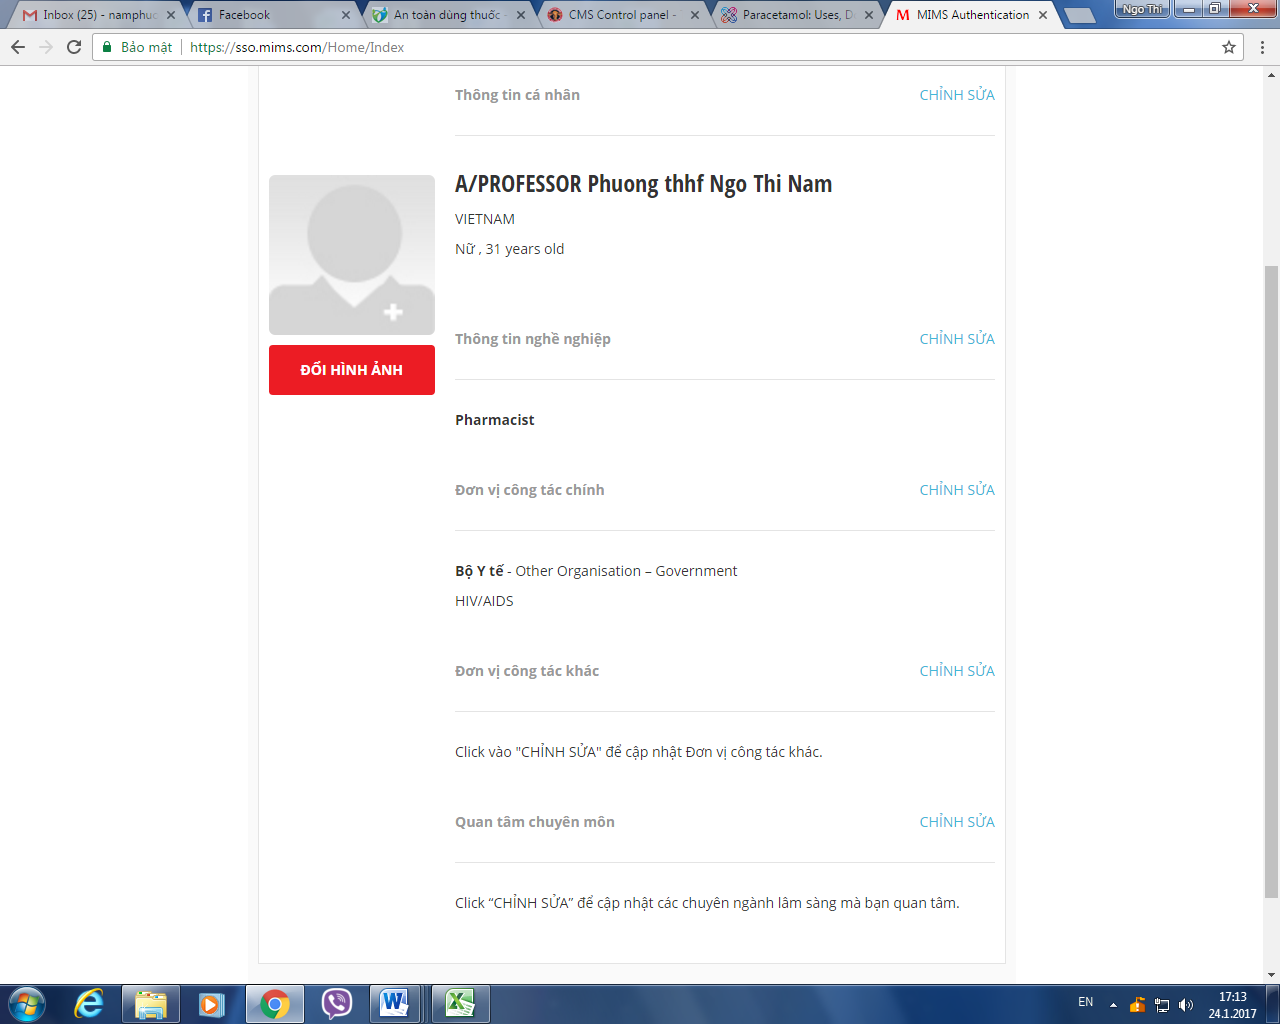 Inbox (25) - namphuo
Facebook
An toàn dùng thuốc -
CMS Control panel -
Paracetamol: Uses, D
MIMS Authentication
Ngo Thi
Bảo mật
https://sso.mims.com/Home/Index
Thông tin cá nhân CHỈNH SỬA
A/PROFESSOR Phuong thhf Ngo Thi Nam
VIETNAM
Nữ , 31 years old
ĐỔI HÌNH ẢNH
Thông tin nghề nghiệp CHỈNH SỬA
Pharmacist
Đơn vị công tác chính CHỈNH SỬA
Bộ Y tế - Other Organisation – Government
HIV/AIDS
Đơn vị công tác khác CHỈNH SỬA
Click vào "CHỈNH SỬA" để cập nhật Đơn vị công tác khác.
Quan tâm chuyên môn CHỈNH SỬA
Click “CHỈNH SỬA” để cập nhật các chuyên ngành lâm sàng mà bạn quan tâm.
EN
17:13
24.1.2017